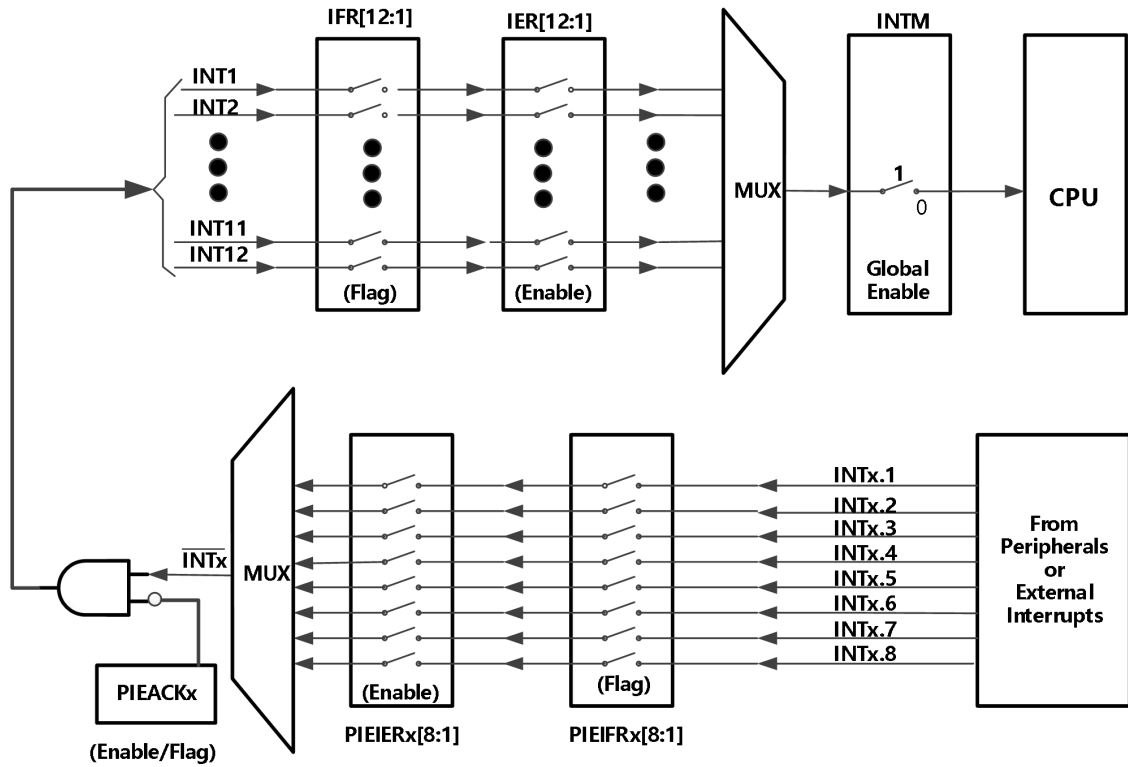 IFR[12:1]
IER[12:1]
INTM
INT1
INT2
INT11
INT12
(Flag)
(Enable)
MUX
1
0
Global
Enable
CPU
INTx
MUX
PIEACKx
(Enable/Flag)
(Enable)
PIEIERx[8:1]
(Flag)
PIEIFRx[8:1]
INTx.1
INTx.2
INTx.3
INTx.4
INTx.5
INTx.6
INTx.7
INTx.8
From
Peripherals
or
External
Interrupts